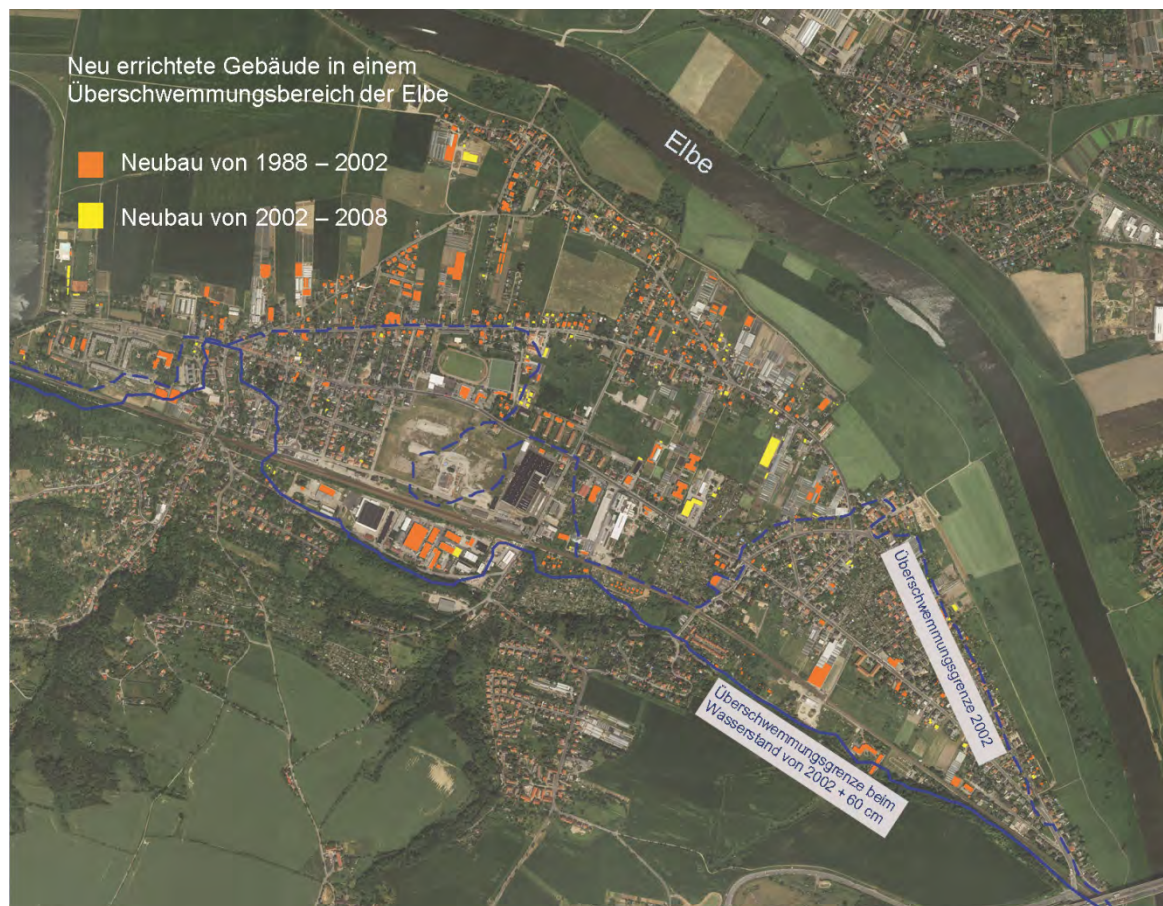 Neu errichtete Gebäude in einem
Überschwemmungsbereich der Elbe
Neubau von 1988 – 2002
Neubau von 2002 – 2008
Elbe
Überschwemmungsgrenze 2002
Überschwemmungsgrenze beim
Wasserstand von 2002 + 60 cm